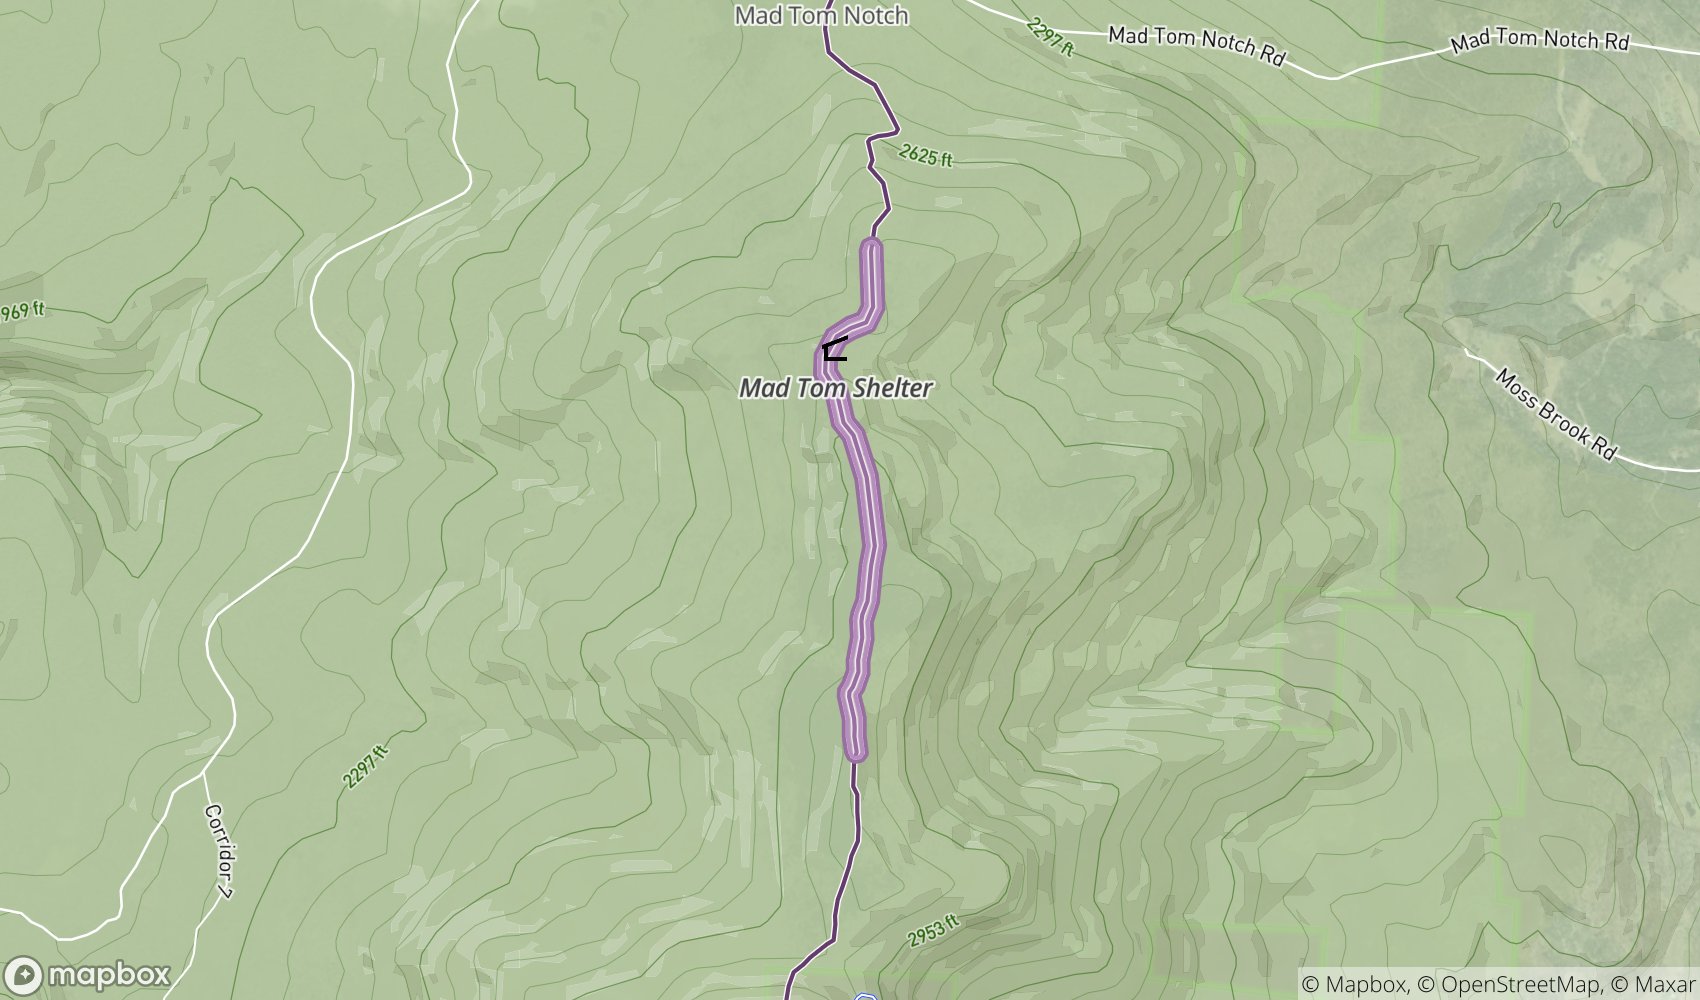 Mad Tom Notch
2297 ft
Mad Tom Notch Rd
Mad Tom Notch Rd
2625 ft
969 ft
Mad Tom Shelter
Moss Brook Rd
2297 ft
Corridor 7
2953 ft
mapbox
© Mapbox, © OpenStreetMap, © Maxar